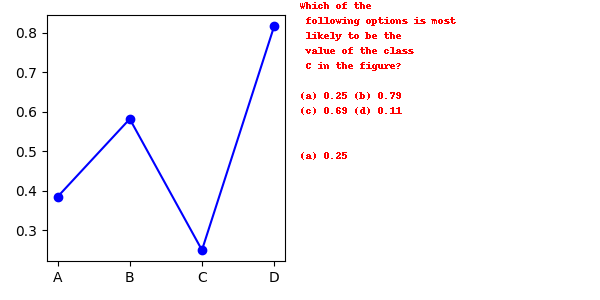 0.8
0.7
0.6
0.5
0.4
0.3
A B C D
Which of the
following options is most
likely to be the
value of the class
C in the figure?
(a) 0.25 (b) 0.79
(c) 0.69 (d) 0.11
(a) 0.25